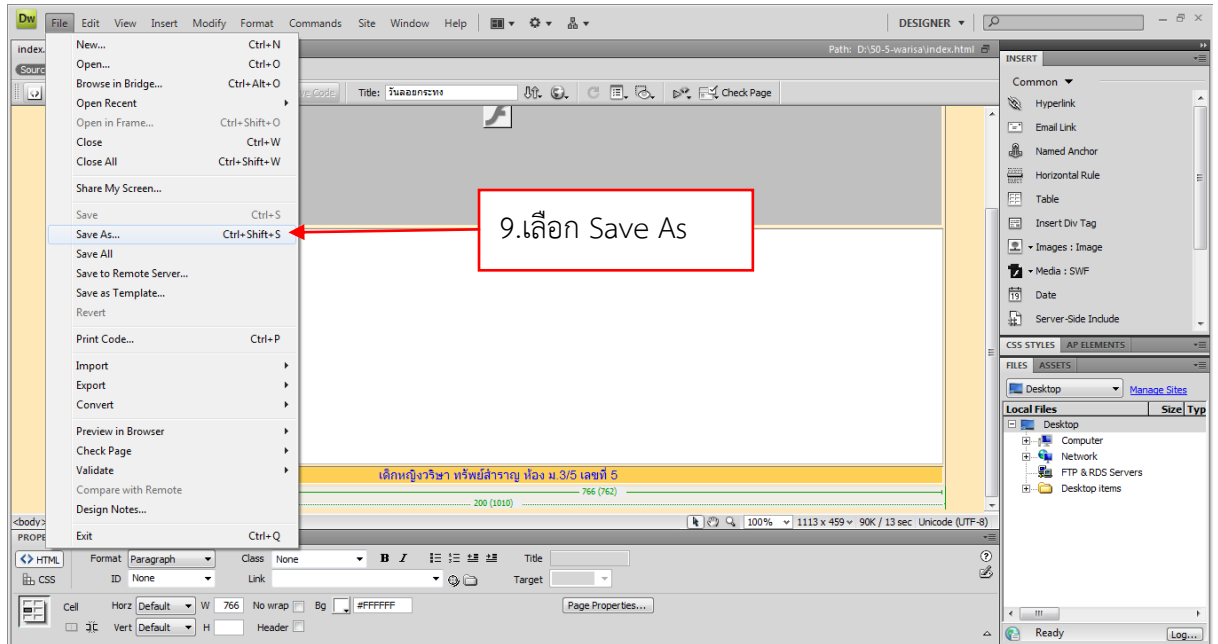 Dw File Edit View Insert Modify Format Commands Site Window Help DESIGNER
index. Path: D:\50-5-warisa\index.html
Title: วันลอยกระทง Check Page
New... Ctrl+N
Open... Ctrl+O
Browse in Bridge... Ctrl+Alt+O
Open Recent
Open in Frame... Ctrl+Shift+O
Close Ctrl+W
Close All Ctrl+Shift+W
Share My Screen...
Save Ctrl+S
Save As... Ctrl+Shift+S
Save All
Save to Remote Server...
Save as Template...
Revert
Print Code... Ctrl+P
Import
Export
Convert
Preview in Browser
Check Page
Validate
Compare with Remote
Design Notes...
Exit Ctrl+Q
9.เลือก Save As
เด็กหญิงวริษา ทรัพย์สำราญ ห้อง ม.3/5 เลขที่ 5
766 (762)
200 (1010)
<body> 100% 1113 x 459 90K / 13 sec Unicode (UTF-8)
PROPE
<> HTML Format Paragraph Class None B I Title
CSS ID None Link Target
Cell Horz Default W 766 No wrap Bg #FFFFFF Page Properties...
Vert Default H Header
INSERT
Common
Hyperlink
Email Link
Named Anchor
Horizontal Rule
Table
Insert Div Tag
Images : Image
Media : SWF
19 Date
Server-Side Include
CSS STYLES AP ELEMENTS
FILES ASSETS
Desktop Manage Sites
Local Files Size Typ
Desktop
Computer
Network
FTP & RDS Servers
Desktop items
Ready Log...